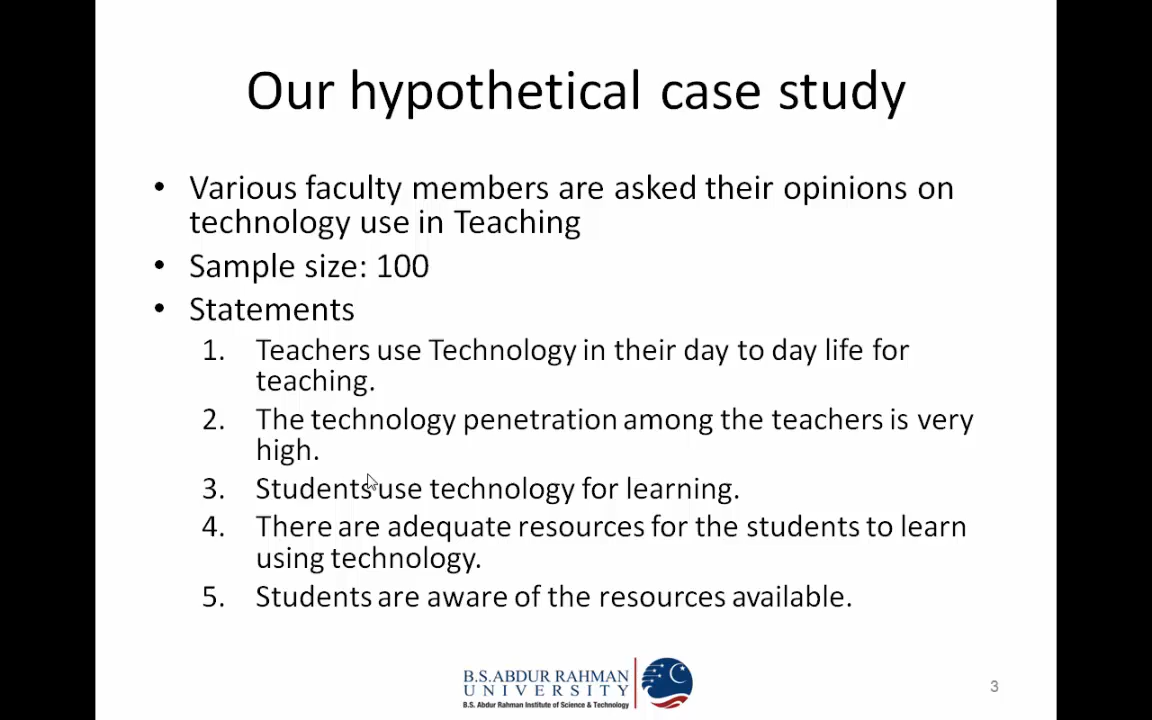 Our hypothetical case study
• Various faculty members are asked their opinions on
technology use in Teaching
• Sample size: 100
• Statements
1. Teachers use Technology in their day to day life for
teaching.
2. The technology penetration among the teachers is very
high.
3. Students use technology for learning.
4. There are adequate resources for the students to learn
using technology.
5. Students are aware of the resources available.
B.S.ABDUR RAHMAN
UNIVERSITY
B.S. Abdur Rahman Institute of Science & Technology
3